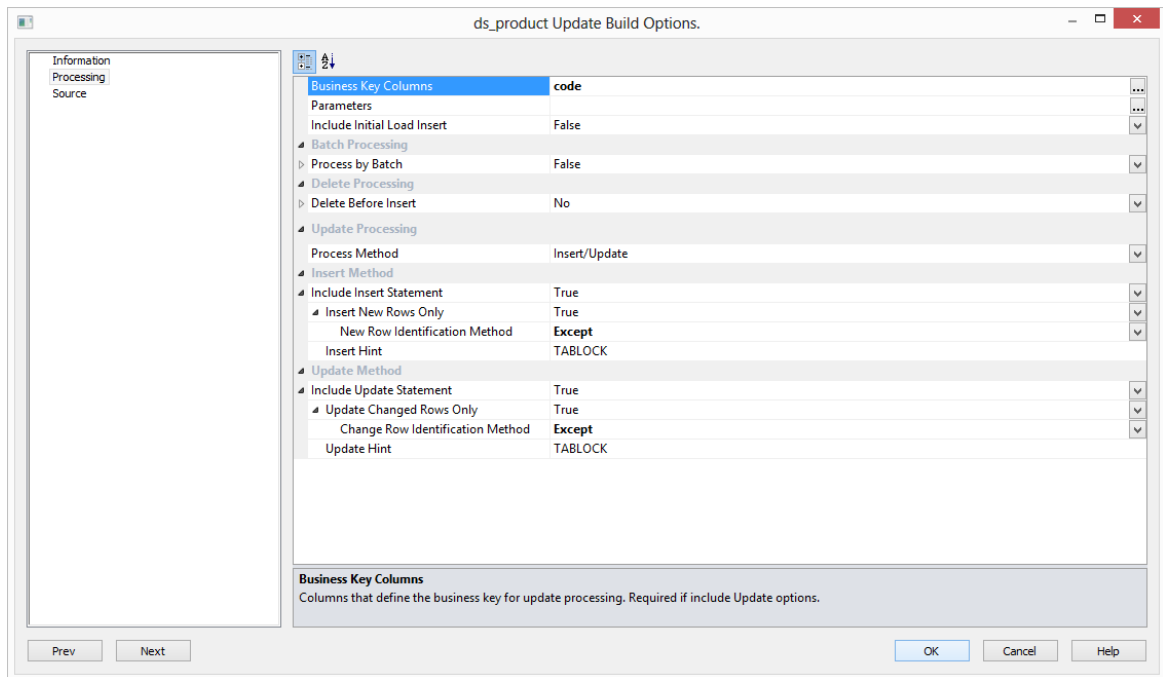 ds_product Update Build Options.
Information
Processing
Source
Business Key Columns code
Parameters
Include Initial Load Insert False
Batch Processing
Process by Batch False
Delete Processing
Delete Before Insert No
Update Processing
Process Method Insert/Update
Insert Method
Include Insert Statement True
Insert New Rows Only True
New Row Identification Method Except
Insert Hint TABLOCK
Update Method
Include Update Statement True
Update Changed Rows Only True
Change Row Identification Method Except
Update Hint TABLOCK
Business Key Columns
Columns that define the business key for update processing. Required if include Update options.
Prev Next OK Cancel Help